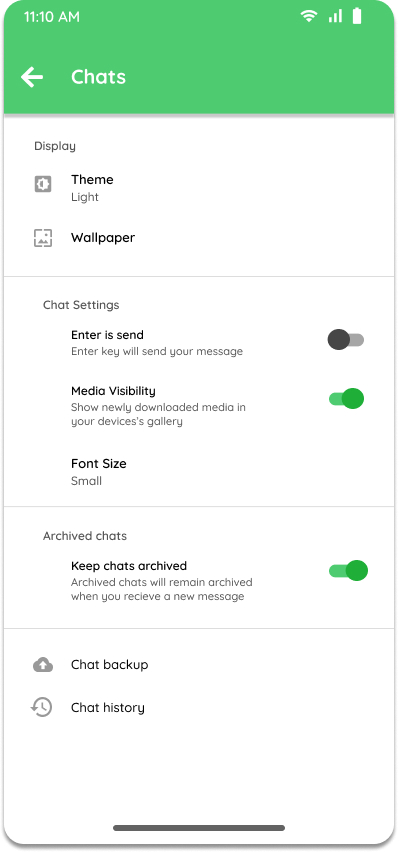 11:10 AM
Chats
Display
Theme
Light
Wallpaper
Chat Settings
Enter is send
Enter key will send your message
Media Visibility
Show newly downloaded media in
your devices's gallery
Font Size
Small
Archived chats
Keep chats archived
Archived chats will remain archived
when you recieve a new message
Chat backup
Chat history